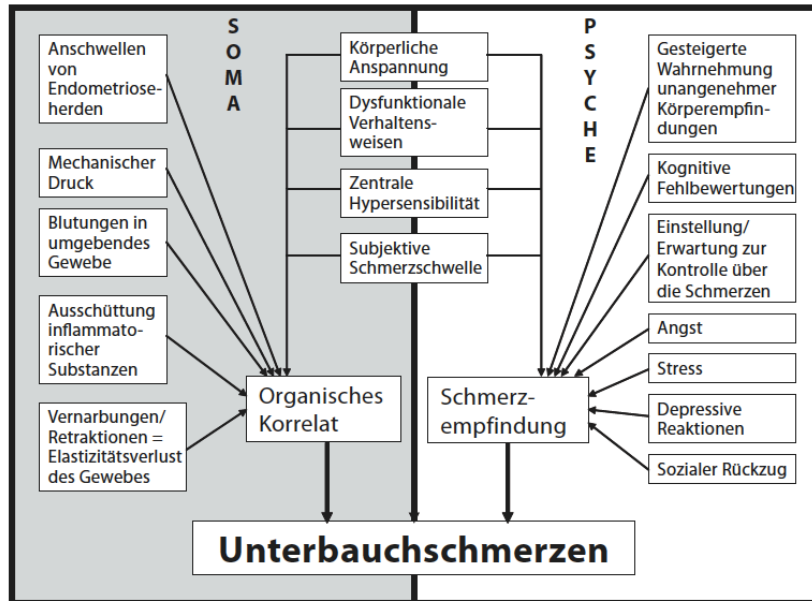 SOMA
PSYCHE
Anschwellen
von
Endometriose-
herden
Mechanischer
Druck
Blutungen in
umgebendes
Gewebe
Ausschüttung
inflammato-
rischer
Substanzen
Vernarbungen/
Retraktionen =
Elastizitätsverlust
des Gewebes
Körperliche
Anspannung
Dysfunktionale
Verhaltens-
weisen
Zentrale
Hypersensibilität
Subjektive
Schmerzschwelle
Gesteigerte
Wahrnehmung
unangenehmer
Körperempfin-
dungen
Kognitive
Fehlbewertungen
Einstellung/
Erwartung zur
Kontrolle über
die Schmerzen
Angst
Stress
Depressive
Reaktionen
Sozialer Rückzug
Organisches
Korrelat
Schmerz-
empfindung
Unterbauchschmerzen